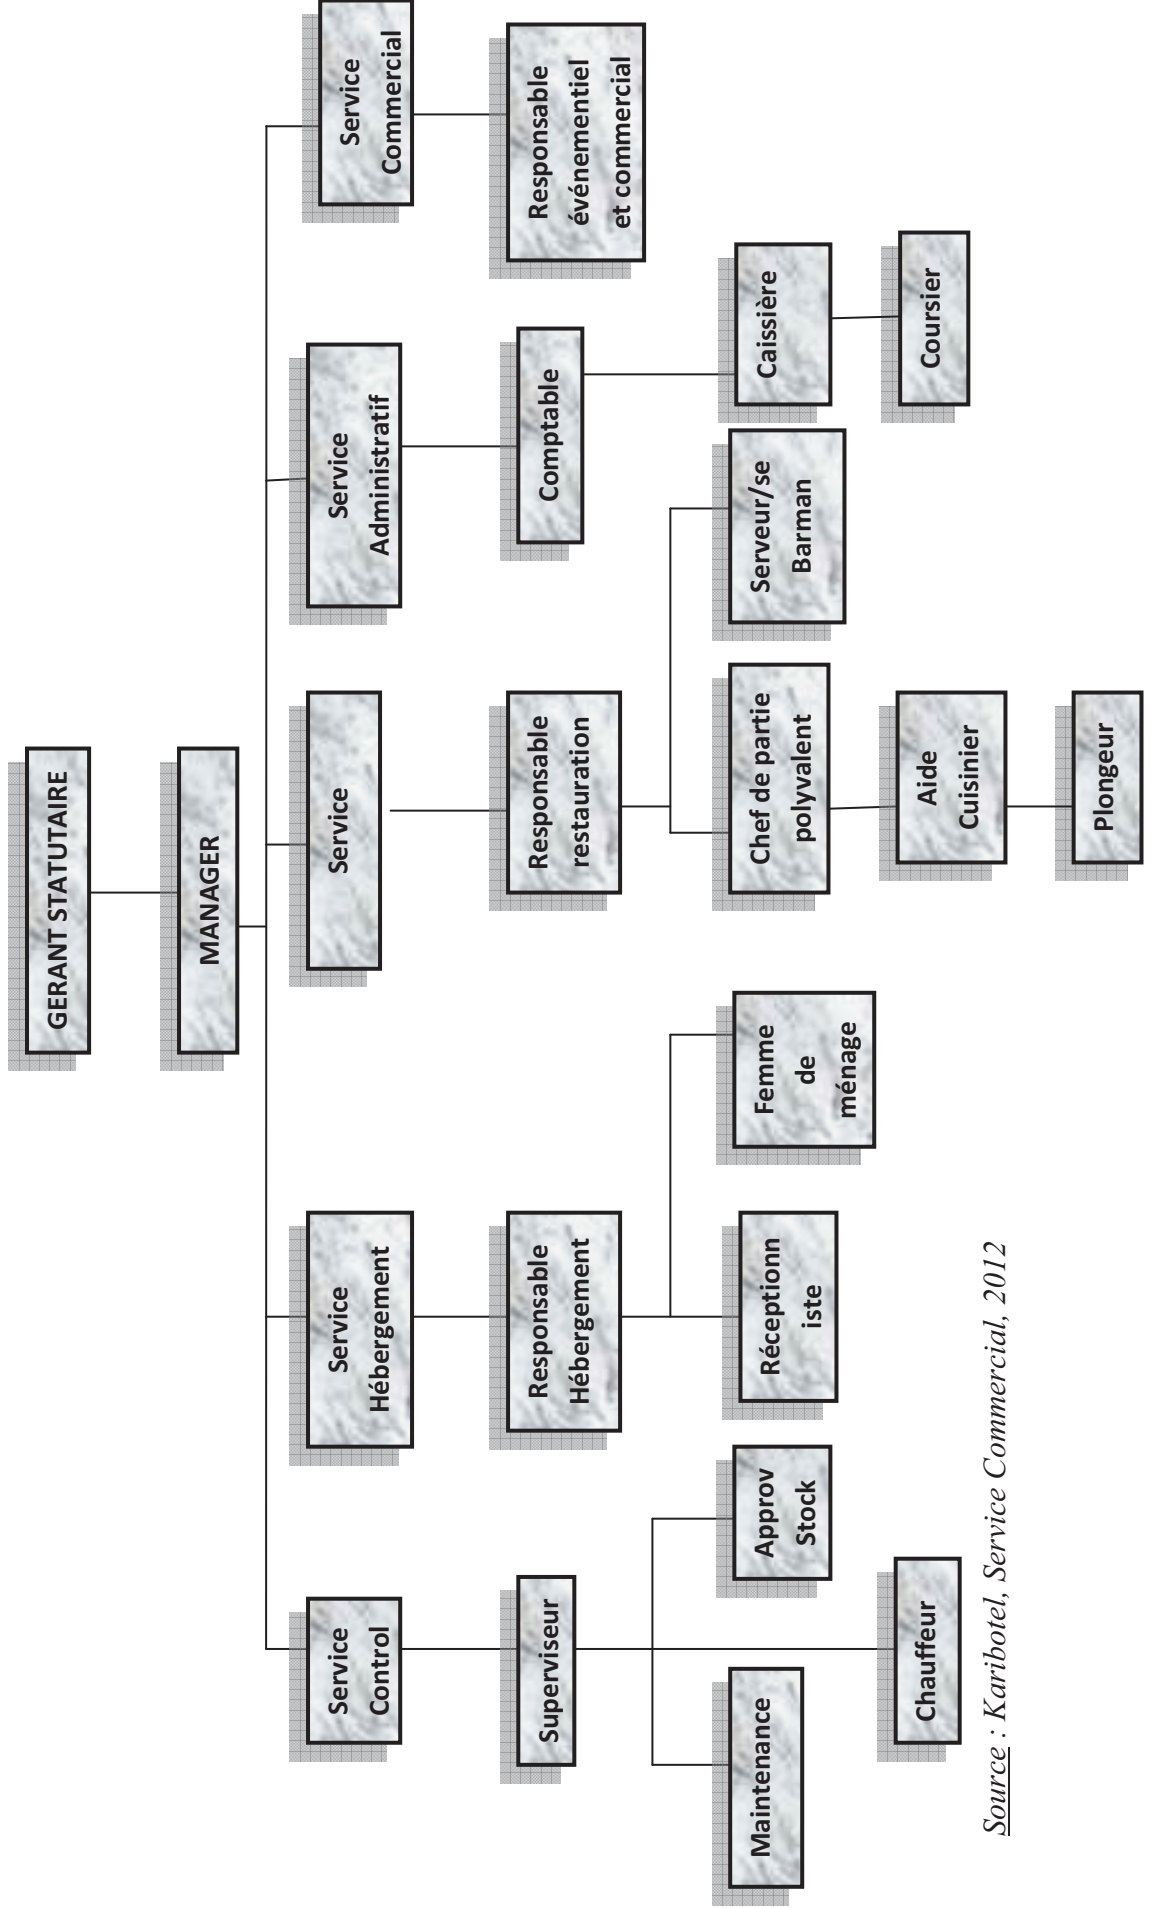 GERANT STATUTAIRE
MANAGER
Service
Control
Service
Hébergement
Service
Service
Administratif
Service
Commercial
Superviseur
Responsable
Hébergement
Responsable
restauration
Comptable
Responsable
événementiel
et commercial
Maintenance
Approv
Stock
Réceptionn
iste
Femme
de
ménage
Chef de partie
polyvalent
Serveur/se
Barman
Caissière
Chauffeur
Aide
Cuisinier
Coursier
Plongeur
Source : Karibotel, Service Commercial, 2012